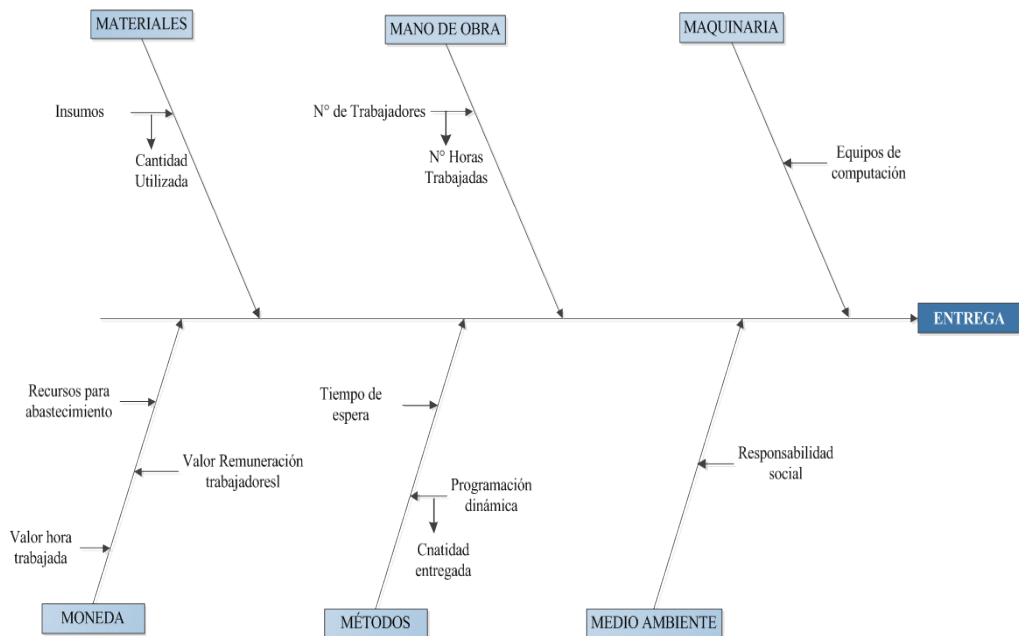 MATERIALES
MANO DE OBRA
MAQUINARIA
Insumos
Cantidad
Utilizada
N° de Trabajadores
N° Horas
Trabajadas
Equipos de
computación
ENTREGA
Recursos para
abastecimiento
Valor Remuneración
trabajadoresl
Valor hora
trabajada
Tiempo de
espera
Programación
dinámica
Cnatidad
entregada
Responsabilidad
social
MONEDA
MÉTODOS
MEDIO AMBIENTE